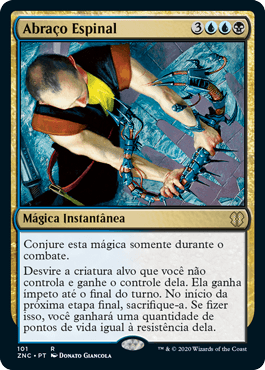 Abraço Espinal 3
Mágica Instantânea
Conjure esta mágica somente durante o
combate.
Desvire a criatura alvo que você não
controla e ganhe o controle dela. Ela ganha
ímpeto até o final do turno. No início da
próxima etapa final, sacrifique-a. Se fizer
isso, você ganhará uma quantidade de
pontos de vida igual à resistência dela.
101 R
ZNC • PT Donato Giancola
™ & © 2020 Wizards of the Coast